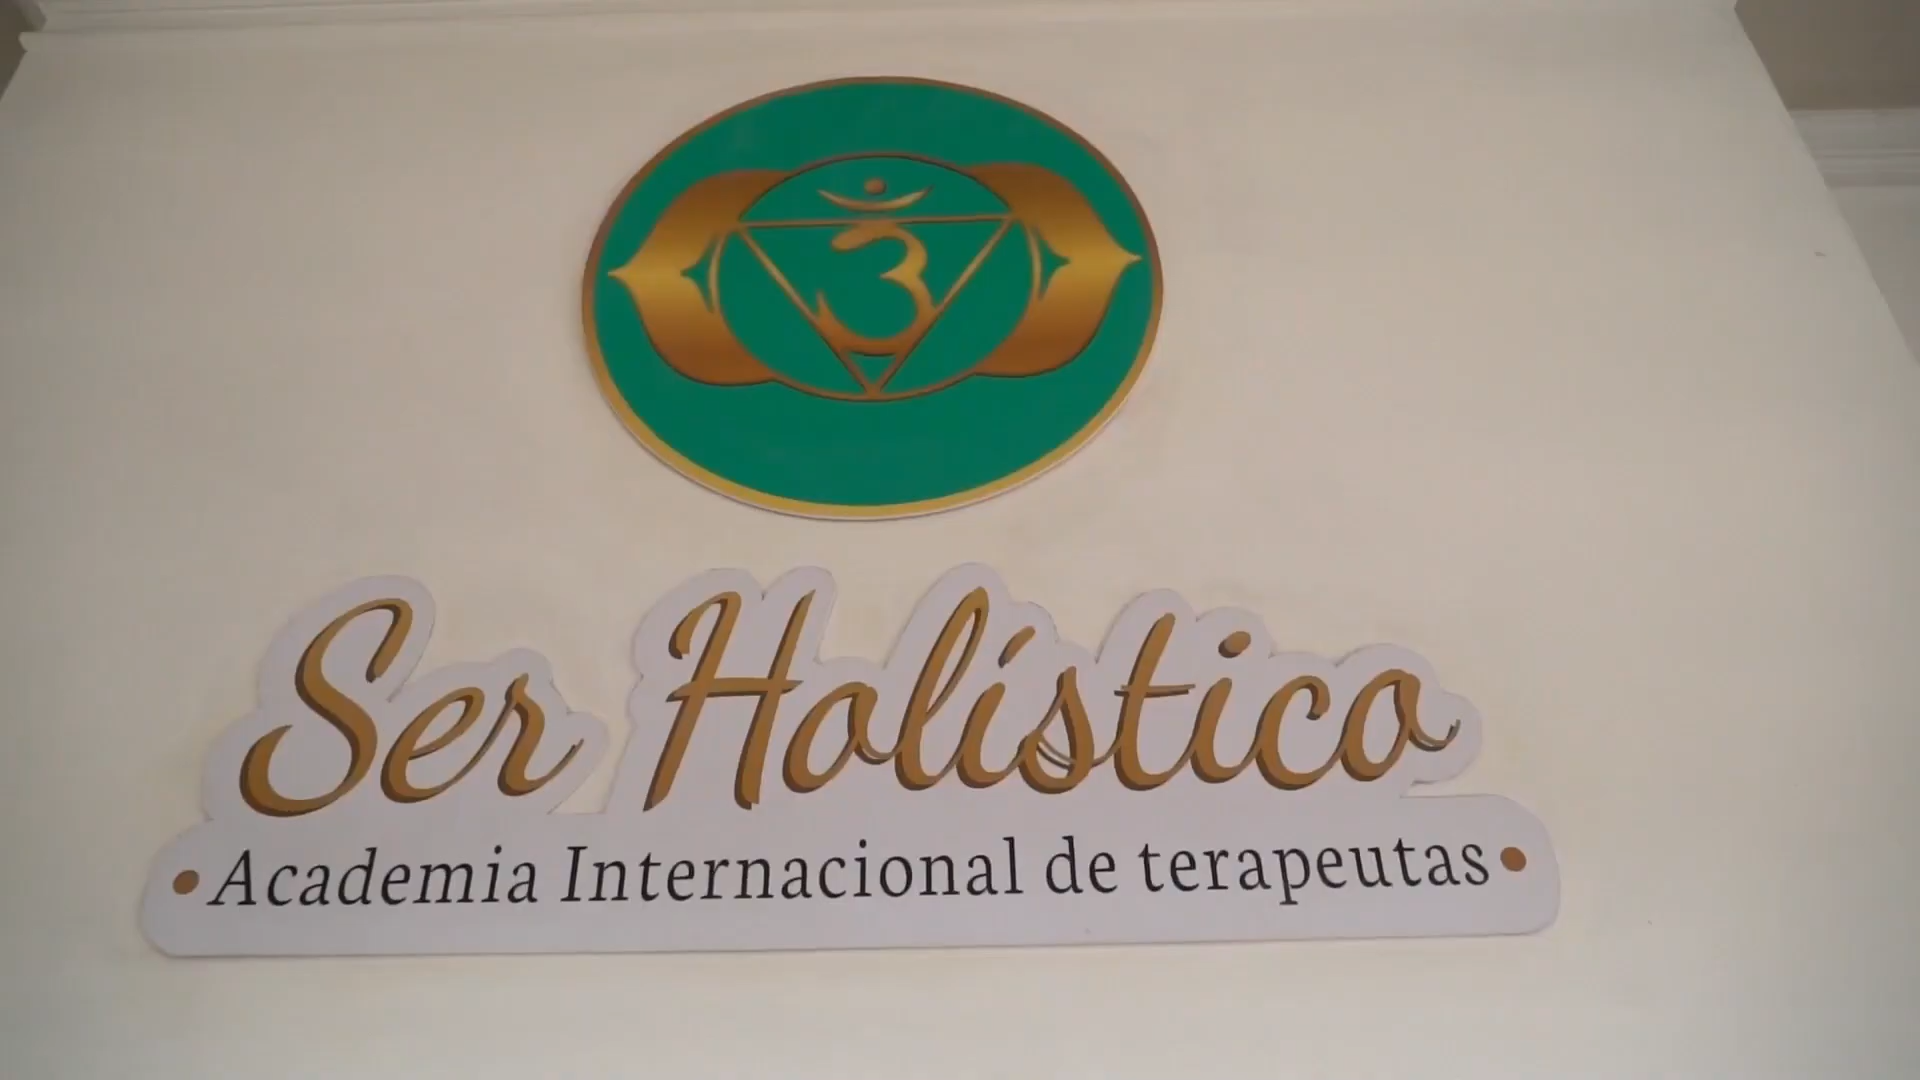 Ser Holístico
• Academia Internacional de terapeutas •